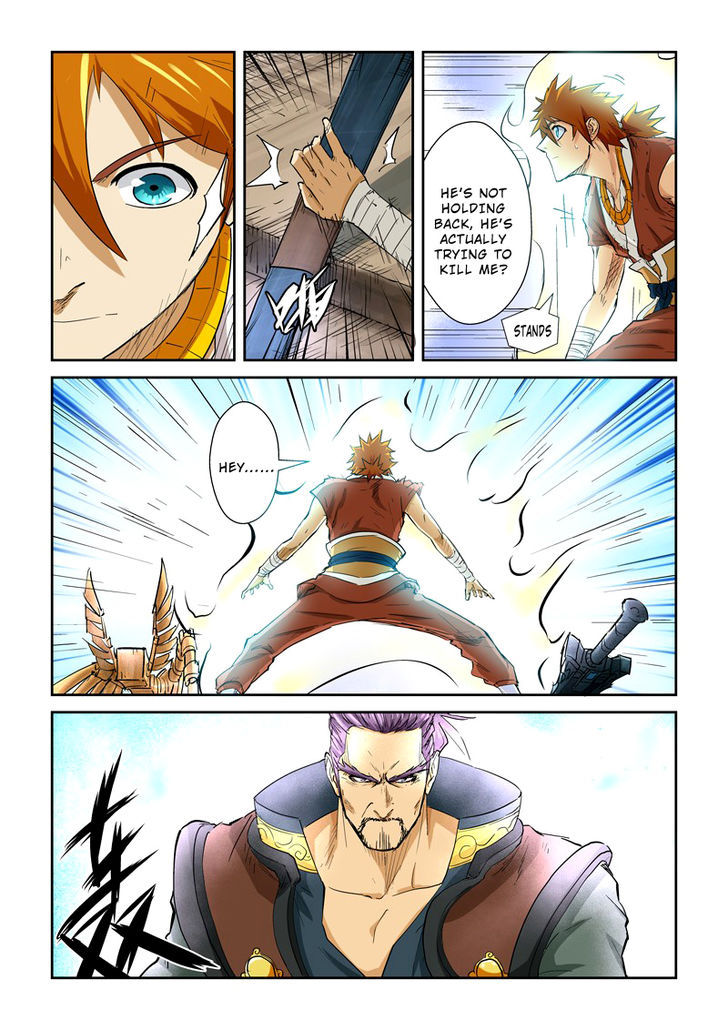 HE'S NOT
HOLDING
BACK, HE'S
ACTUALLY
TRYING TO
KILL ME?
STANDS
HEY......